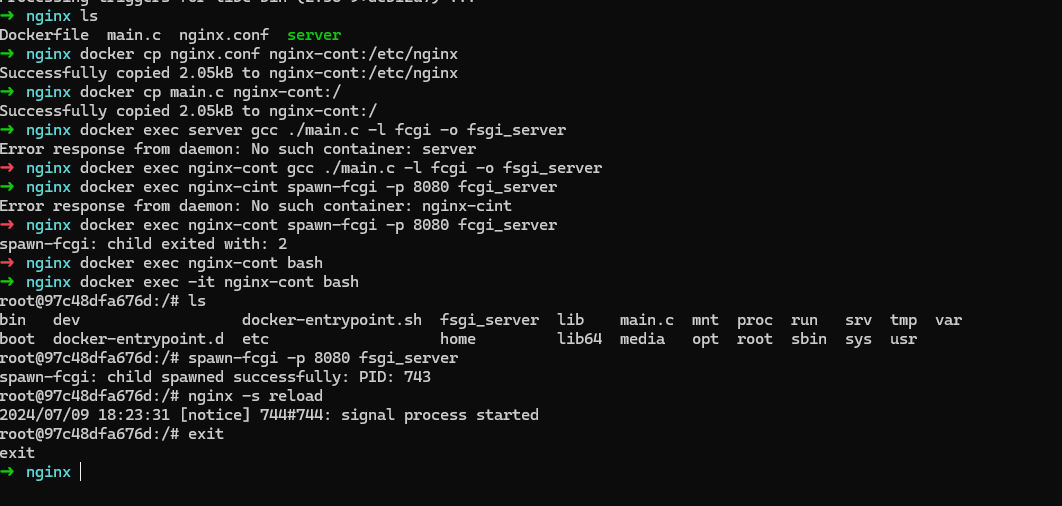 Processing triggers for libc-bin (2.36-9+deb12u7) ...
➜ nginx ls
Dockerfile main.c nginx.conf server
➜ nginx docker cp nginx.conf nginx-cont:/etc/nginx
Successfully copied 2.05kB to nginx-cont:/etc/nginx
➜ nginx docker cp main.c nginx-cont:/
Successfully copied 2.05kB to nginx-cont:/
➜ nginx docker exec server gcc ./main.c -l fcgi -o fsgi_server
Error response from daemon: No such container: server
➜ nginx docker exec nginx-cont gcc ./main.c -l fcgi -o fsgi_server
➜ nginx docker exec nginx-cint spawn-fcgi -p 8080 fcgi_server
Error response from daemon: No such container: nginx-cint
➜ nginx docker exec nginx-cont spawn-fcgi -p 8080 fcgi_server
spawn-fcgi: child exited with: 2
➜ nginx docker exec nginx-cont bash
➜ nginx docker exec -it nginx-cont bash
root@97c48dfa676d:/# ls
bin dev docker-entrypoint.sh fsgi_server lib main.c mnt proc run srv tmp var
boot docker-entrypoint.d etc home lib64 media opt root sbin sys usr
root@97c48dfa676d:/# spawn-fcgi -p 8080 fsgi_server
spawn-fcgi: child spawned successfully: PID: 743
root@97c48dfa676d:/# nginx -s reload
2024/07/09 18:23:31 [notice] 744#744: signal process started
root@97c48dfa676d:/# exit
exit
➜ nginx